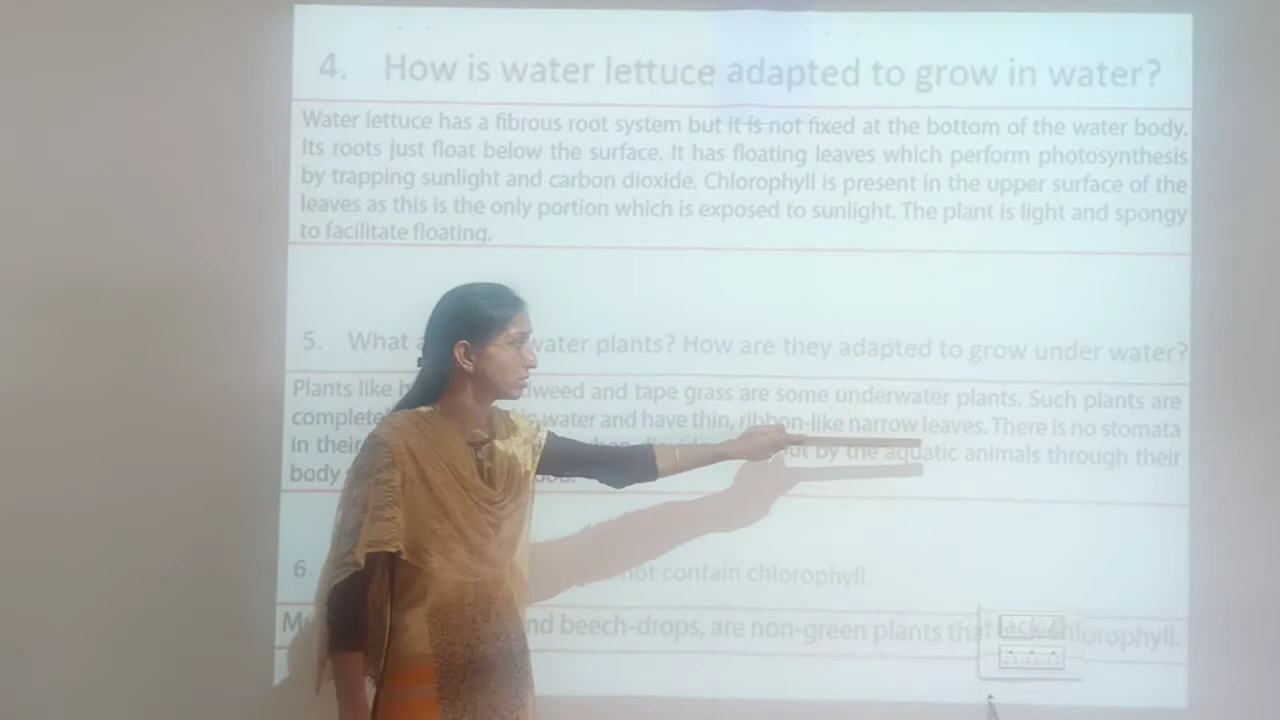 4. How is water lettuce adapted to grow in water?
Water lettuce has a fibrous root system but it is not fixed at the bottom of the water body.
Its roots just float below the surface. It has floating leaves which perform photosynthesis
by trapping sunlight and carbon dioxide. Chlorophyll is present in the upper surface of the
leaves as this is the only portion which is exposed to sunlight. The plant is light and spongy
to facilitate floating.
5. What water plants? How are they adapted to grow under water?
Plants like and tape grass are some underwater plants. Such plants are
water and have thin, ribbon-like narrow leaves. There is no stomata
in their by the aquatic animals through their
body
6. not contain chlorophyll.
beech-drops, are non-green plants that lack chlorophyll.